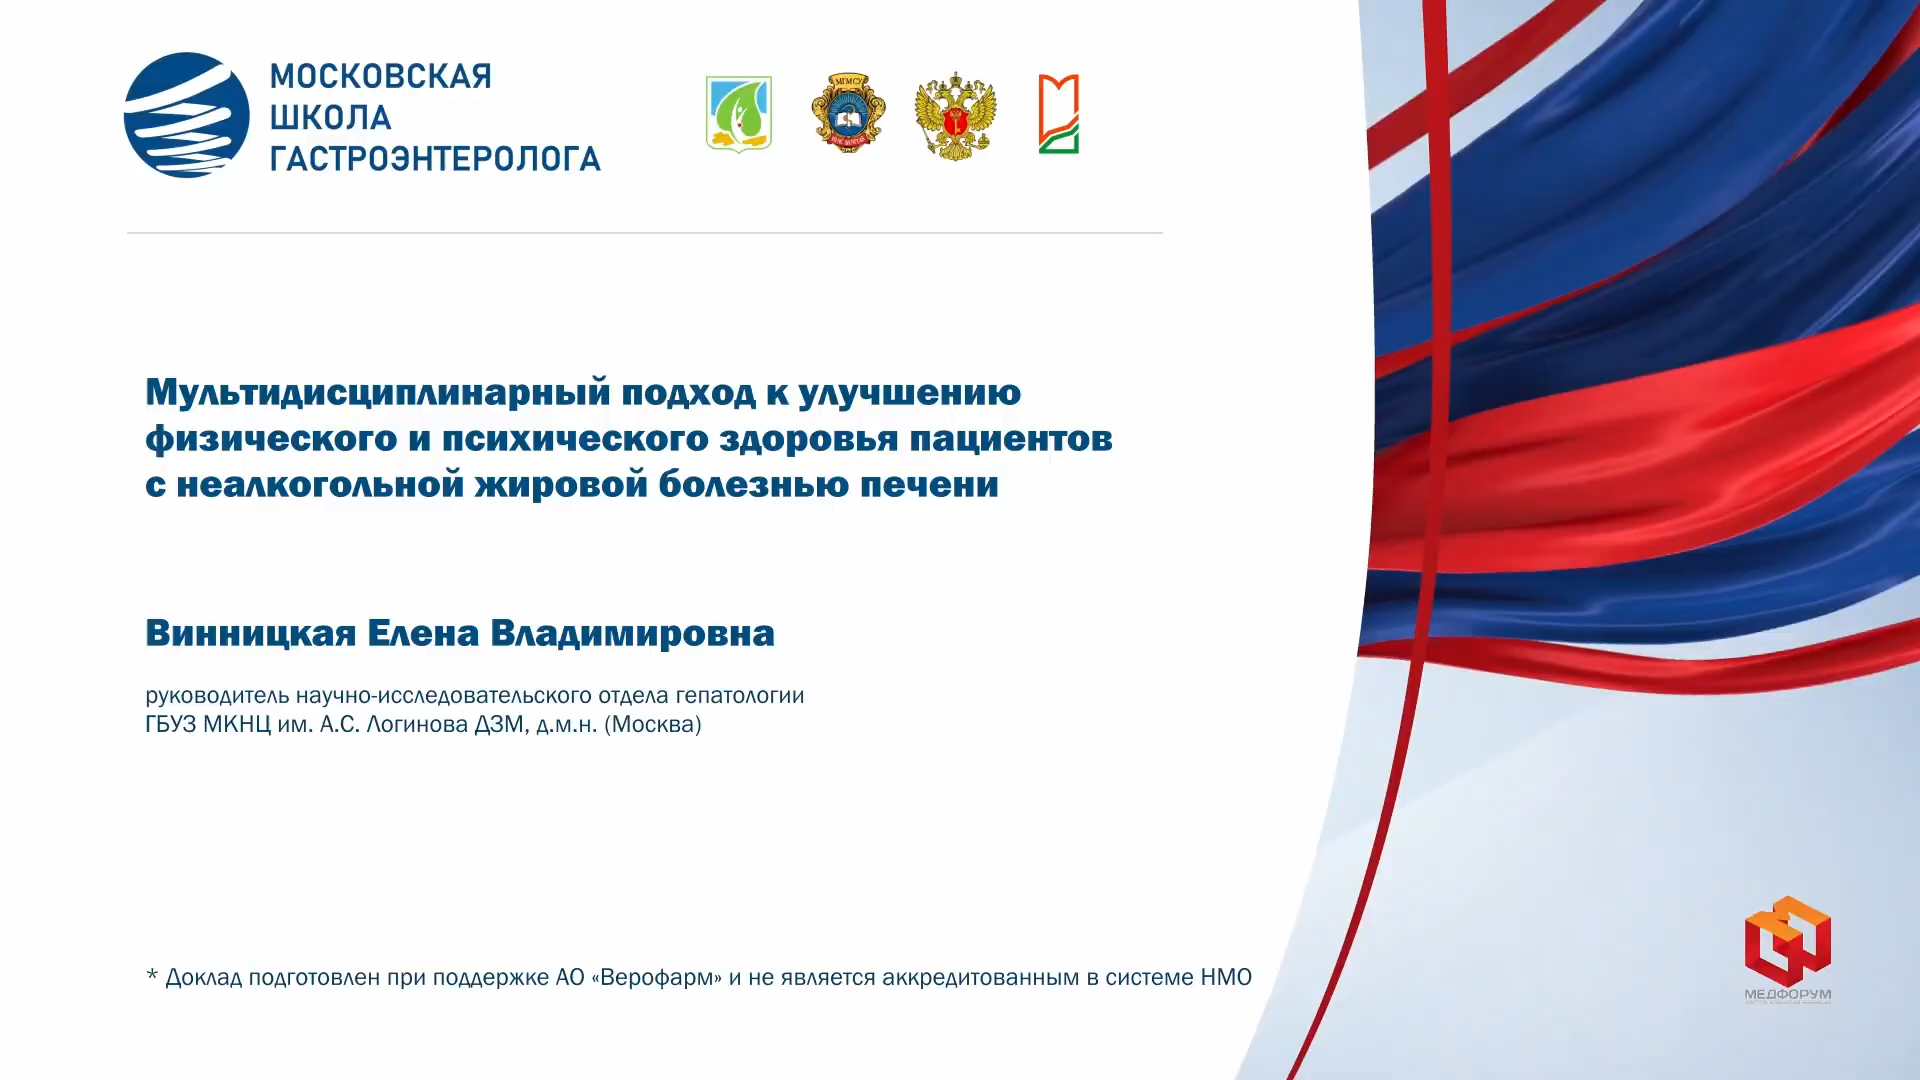 МОСКОВСКАЯ
ШКОЛА
ГАСТРОЭНТЕРОЛОГА
МГМСУ
Мультидисциплинарный подход к улучшению
физического и психического здоровья пациентов
с неалкогольной жировой болезнью печени
Винницкая Елена Владимировна
руководитель научно-исследовательского отдела гепатологии
ГБУЗ МКНЦ им. А.С. Логинова ДЗМ, д.м.н. (Москва)
* Доклад подготовлен при поддержке АО «Верофарм» и не является аккредитованным в системе НМО
МЕДФОРУМ